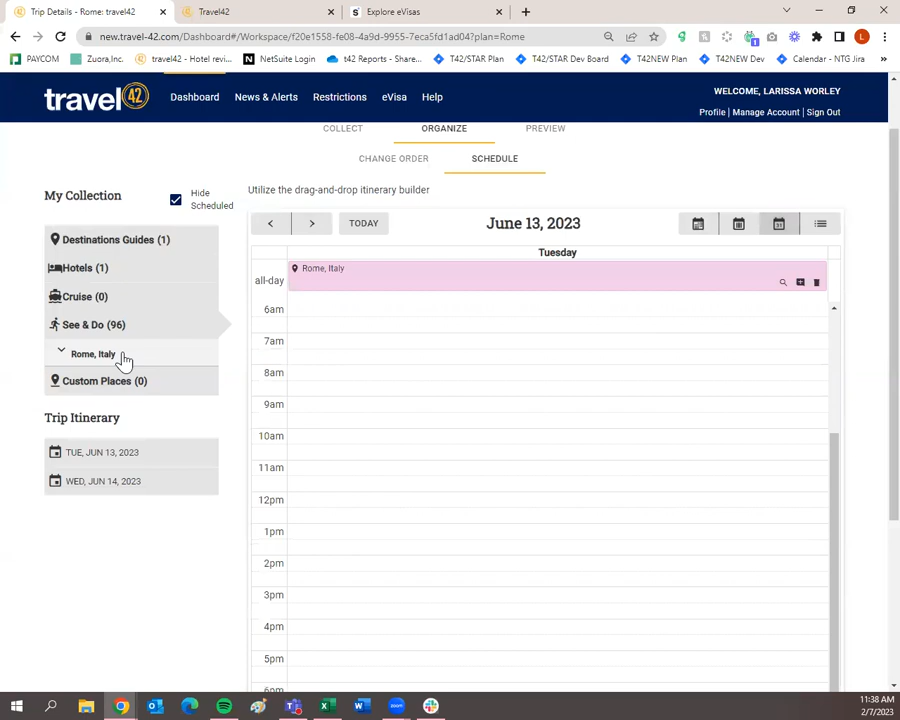 Trip Details - Rome: travel42
Travel42
Explore eVisas
new.travel-42.com/Dashboard#/Workspace/f20e1558-fe08-4a9d-9955-7eca5fd1ad04?plan=Rome
PAYCOM
Zuora,Inc.
travel42 - Hotel revi...
NetSuite Login
t42 Reports - Share...
T42/STAR Plan
T42/STAR Dev Board
T42NEW Plan
T42NEW Dev
Calendar - NTG Jira
travel 42
Dashboard
News & Alerts
Restrictions
eVisa
Help
WELCOME, LARISSA WORLEY
Profile | Manage Account | Sign Out
COLLECT
ORGANIZE
PREVIEW
CHANGE ORDER
SCHEDULE
My Collection
Hide
Scheduled
Utilize the drag-and-drop itinerary builder
TODAY
June 13, 2023
Destinations Guides (1)
Hotels (1)
Cruise (0)
See & Do (96)
Rome, Italy
Custom Places (0)
Trip Itinerary
TUE, JUN 13, 2023
WED, JUN 14, 2023
Tuesday
all-day
Rome, Italy
6am
7am
8am
9am
10am
11am
12pm
1pm
2pm
3pm
4pm
5pm
6pm
11:38 AM
2/7/2023